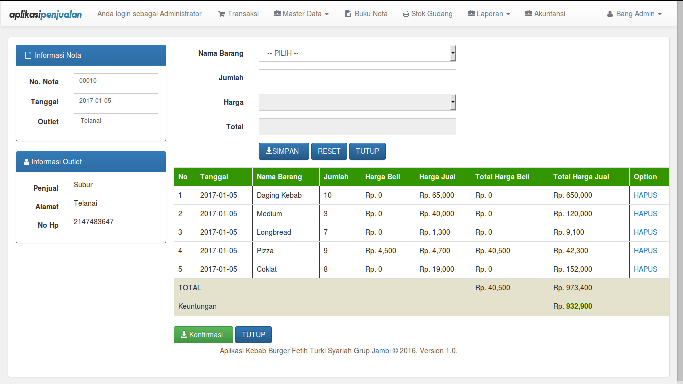 aplikasipenjualan Anda login sebagai Administrator Transaksi Master Data Buku Nota Stok Gudang Laporan Akuntansi Bang Admin
Informasi Nota
No. Nota 00010
Tanggal 2017-01-05
Outlet Telanai
Informasi Outlet
Penjual Subur
Alamat Telanai
No Hp 2147483647
Nama Barang -- PILIH --
Jumlah
Harga
Total
SIMPAN RESET TUTUP
No Tanggal Nama Barang Jumlah Harga Beli Harga Jual Total Harga Beli Total Harga Jual Option
1 2017-01-05 Daging Kebab 10 Rp. 0 Rp. 65,000 Rp. 0 Rp. 650,000 HAPUS
2 2017-01-05 Medium 3 Rp. 0 Rp. 40,000 Rp. 0 Rp. 120,000 HAPUS
3 2017-01-05 Longbread 7 Rp. 0 Rp. 1,300 Rp. 0 Rp. 9,100 HAPUS
4 2017-01-05 Pizza 9 Rp. 4,500 Rp. 4,700 Rp. 40,500 Rp. 42,300 HAPUS
5 2017-01-05 Coklat 8 Rp. 0 Rp. 19,000 Rp. 0 Rp. 152,000 HAPUS
TOTAL Rp. 40,500 Rp. 973,400
Keuntungan Rp. 932,900
Konfirmasi TUTUP
Aplikasi Kebab Burger Fetih Turki Syariah Grup Jambi © 2016. Version 1.0.